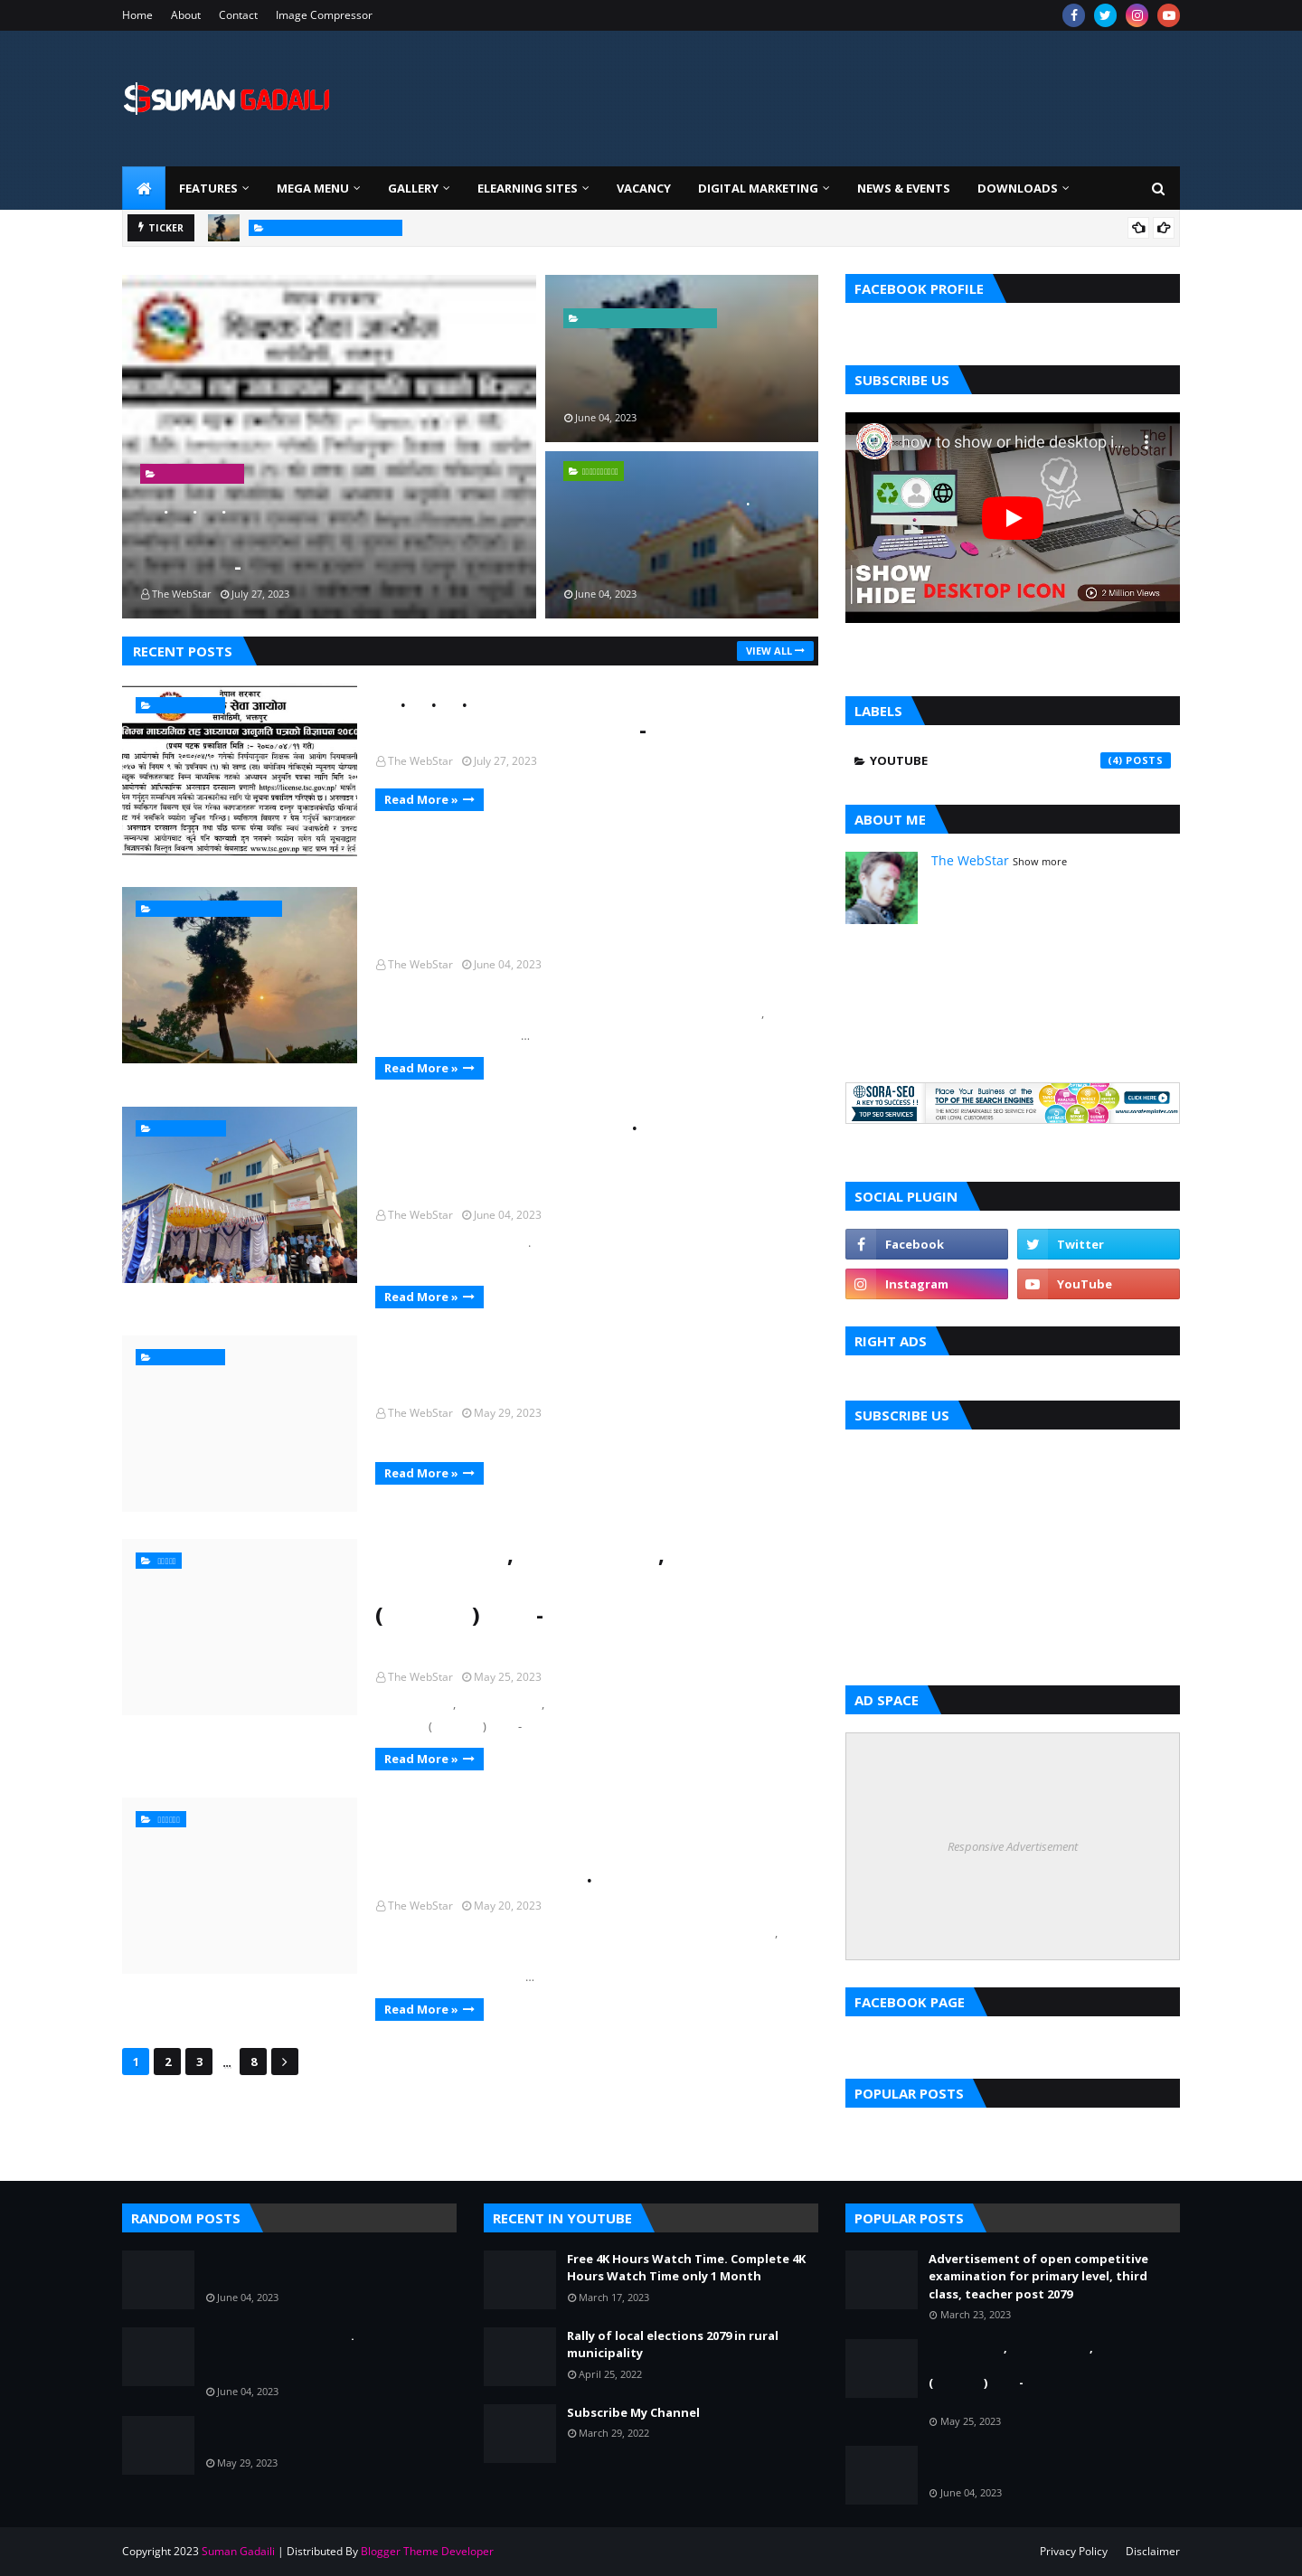 Home About Contact Image Compressor
SUMAN GADAILI
FEATURES MEGA MENU GALLERY ELEARNING SITES VACANCY DIGITAL MARKETING NEWS & EVENTS DOWNLOADS
TICKER
The WebStar July 27, 2023
June 04, 2023
June 04, 2023
RECENT POSTS
VIEW ALL
नेपाल सरकार
सेवा आयोग
सानोठिमी, भक्तपुर
The WebStar July 27, 2023
Read More »
The WebStar June 04, 2023
,
...
Read More »
The WebStar June 04, 2023
.
Read More »
The WebStar May 29, 2023
Read More »
, ,
( ) -
The WebStar May 25, 2023
, ,
( ) -
Read More »
The WebStar May 20, 2023
,
...
Read More »
1 2 3 ... 8
FACEBOOK PROFILE
SUBSCRIBE US
how to show or hide desktop i...
SHOW
HIDE DESKTOP ICON
2 Million Views
LABELS
YOUTUBE (4) POSTS
ABOUT ME
The WebStar Show more
SORA-SEO
A KEY TO SUCCESS !!
TOP SEO SERVICES
Place Your Business at the
TOP OF THE SEARCH ENGINES
THE MOST REMARKABLE SEO SERVICE FOR
OUR LOYAL CUSTOMERS
CLICK HERE
www.soratemplates.com
SOCIAL PLUGIN
Facebook Twitter
Instagram YouTube
RIGHT ADS
SUBSCRIBE US
AD SPACE
Responsive Advertisement
FACEBOOK PAGE
POPULAR POSTS
RANDOM POSTS
June 04, 2023
.
June 04, 2023
May 29, 2023
RECENT IN YOUTUBE
Free 4K Hours Watch Time. Complete 4K
Hours Watch Time only 1 Month
March 17, 2023
Rally of local elections 2079 in rural
municipality
April 25, 2022
Subscribe My Channel
March 29, 2022
POPULAR POSTS
Advertisement of open competitive
examination for primary level, third
class, teacher post 2079
March 23, 2023
, ,
( ) -
May 25, 2023
June 04, 2023
Copyright 2023 Suman Gadaili | Distributed By Blogger Theme Developer
Privacy Policy Disclaimer